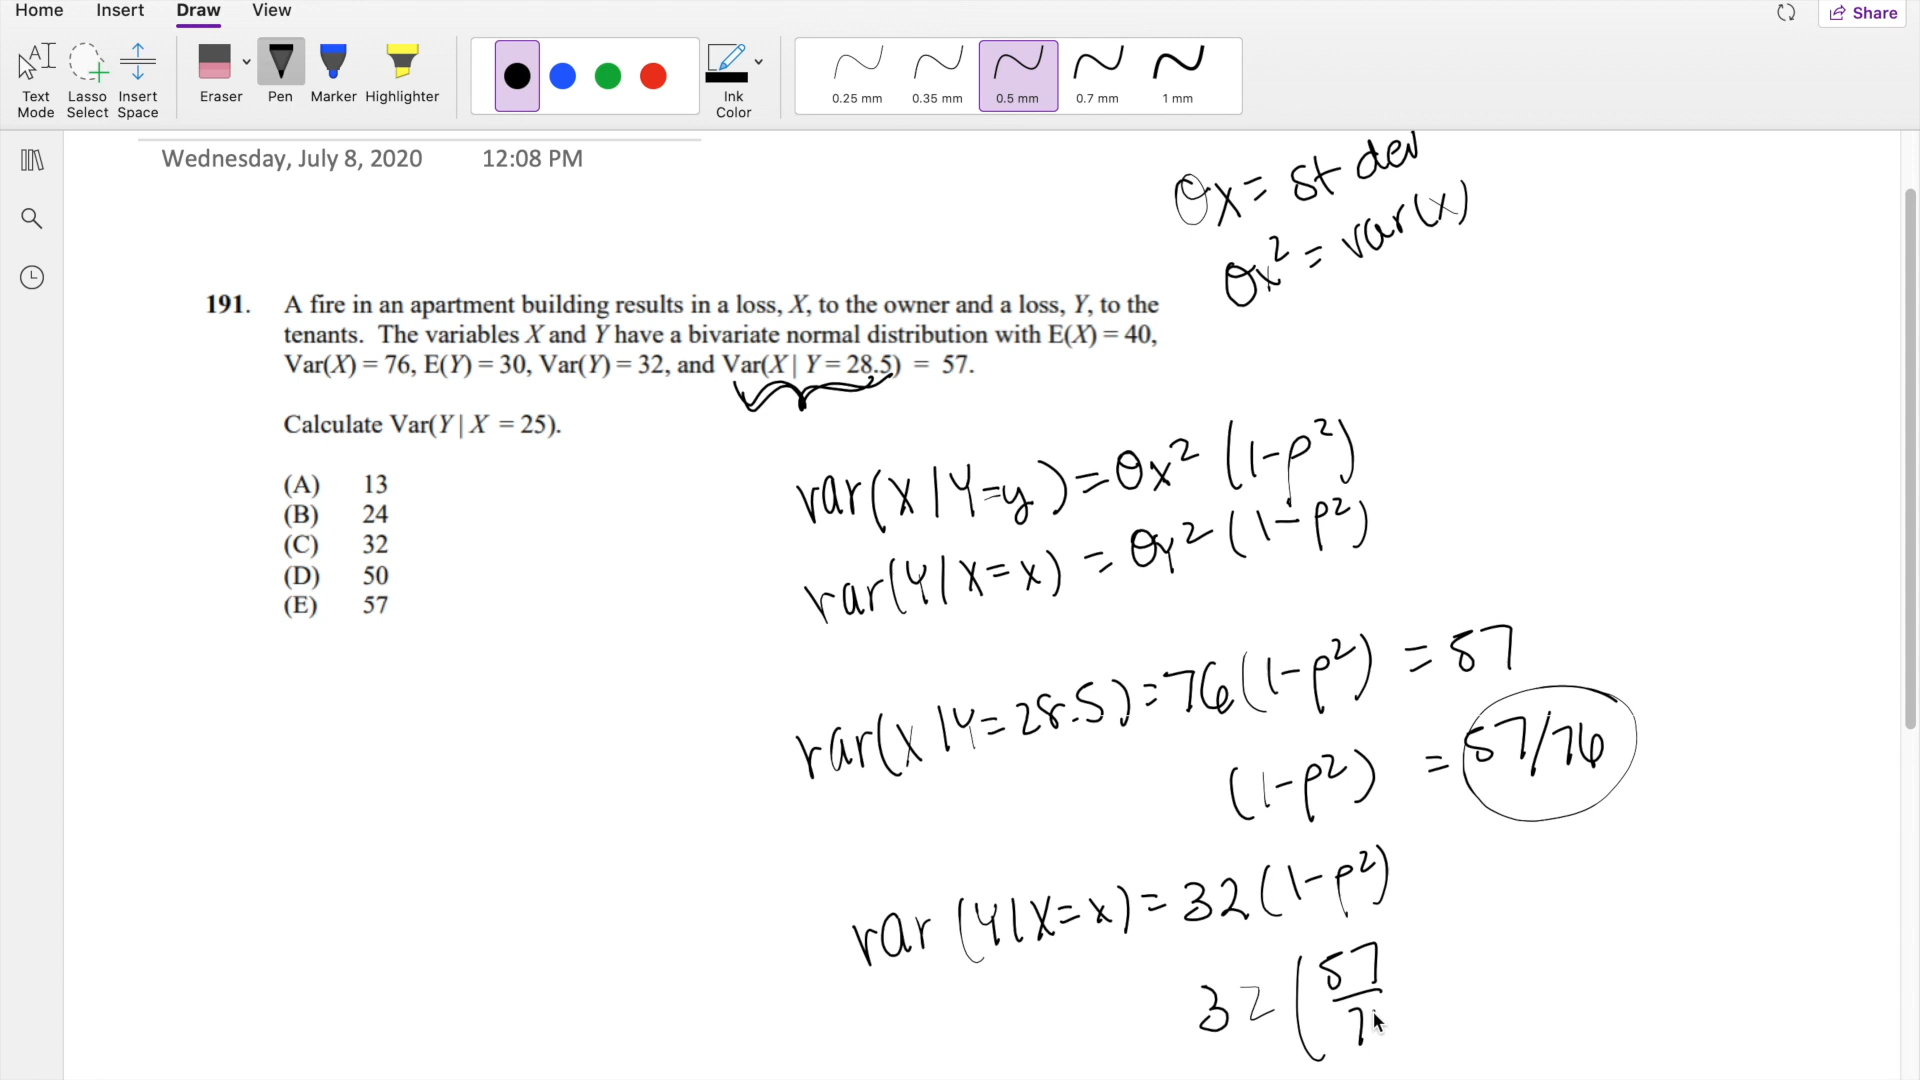 Home Insert Draw View
Share
Text Mode
Lasso Select
Insert Space
Eraser
Pen
Marker
Highlighter
Ink Color
0.25 mm
0.35 mm
0.5 mm
0.7 mm
1 mm
Wednesday, July 8, 2020 12:08 PM
σx = st dev
σx² = var(x)
191. A fire in an apartment building results in a loss, X, to the owner and a loss, Y, to the
tenants. The variables X and Y have a bivariate normal distribution with E(X) = 40,
Var(X) = 76, E(Y) = 30, Var(Y) = 32, and Var(X | Y = 28.5) = 57.
Calculate Var(Y | X = 25).
(A) 13
(B) 24
(C) 32
(D) 50
(E) 57
var(X|Y=y) = σx² (1-ρ²)
var(Y|X=x) = σy² (1-ρ²)
var(X|Y=28.5) = 76(1-ρ²) = 57
(1-ρ²) = 57/76
var(Y|X=x) = 32(1-ρ²)
32(57/7